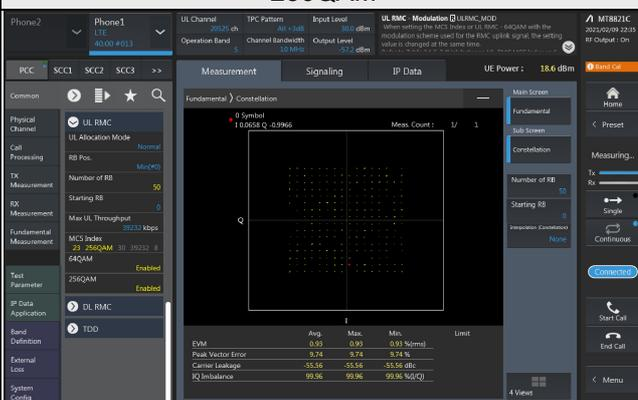 256QAM
Phone2
Phone1
LTE
40.00 #013
UL Channel
20525 ch
Operation Band
5
TPC Pattern
All +3dB
Channel Bandwidth
10 MHz
Input Level
30.0 dBm
Output Level
-57.2 dBm
UL RMC - Modulation UL RMC_MOD
When setting the MCS Index or UL RMC - 64QAM with the
modulation scheme used for the RMC uplink signal, the setting
value is changed at the same time.
MT8821C
2021/02/09 22:35
RF Output : On
PCC
SCC1
SCC2
SCC3
>>
Measurement
Signaling
IP Data
UE Power : 18.6 dBm
Band Cal
Common
Physical
Channel
Call
Processing
TX
Measurement
RX
Measurement
Fundamental
Measurement
Test
Parameter
IP Data
Application
Band
Definition
External
Loss
System
Config
UL RMC
UL Allocation Mode
Normal
RB Pos.
Min(#0)
Number of RB
50
Starting RB
0
Max UL Throughput
39232 kbps
MCS Index
23 256QAM 30 39232 8
64QAM
Enabled
256QAM
Enabled
DL RMC
TDD
Fundamental 〉 Constellation
0 Symbol
I 0.0658 Q -0.9966
Meas. Count : 1/ 1
Q
I
Avg. Max. Min. Limit
EVM 0.93 0.93 0.93 %(rms)
Peak Vector Error 9.74 9.74 9.74 %
Carrier Leakage -55.56 -55.56 -55.56 dBc
IQ Imbalance 99.96 99.96 99.96 %(I/Q)
Main Screen
Fundamental
Sub Screen
Constellation
Number of RB
50
Starting RB
0
Interpolation (Constellation)
None
4 Views
Home
< Preset
Measuring...
Tx
Rx
Single
Continuous
Connected
Start Call
End Call
< Menu